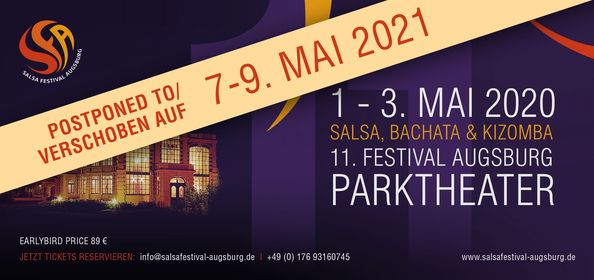 SFA
SALSA FESTIVAL AUGSBURG
POSTPONED TO/
VERSCHOBEN AUF
7-9. MAI 2021
1 - 3. MAI 2020
SALSA, BACHATA & KIZOMBA
11. FESTIVAL AUGSBURG
PARKTHEATER
EARLYBIRD PRICE 89 €
JETZT TICKETS RESERVIEREN: info@salsafestival-augsburg.de | +49 (0) 176 93160745
www.salsafestival-augsburg.de